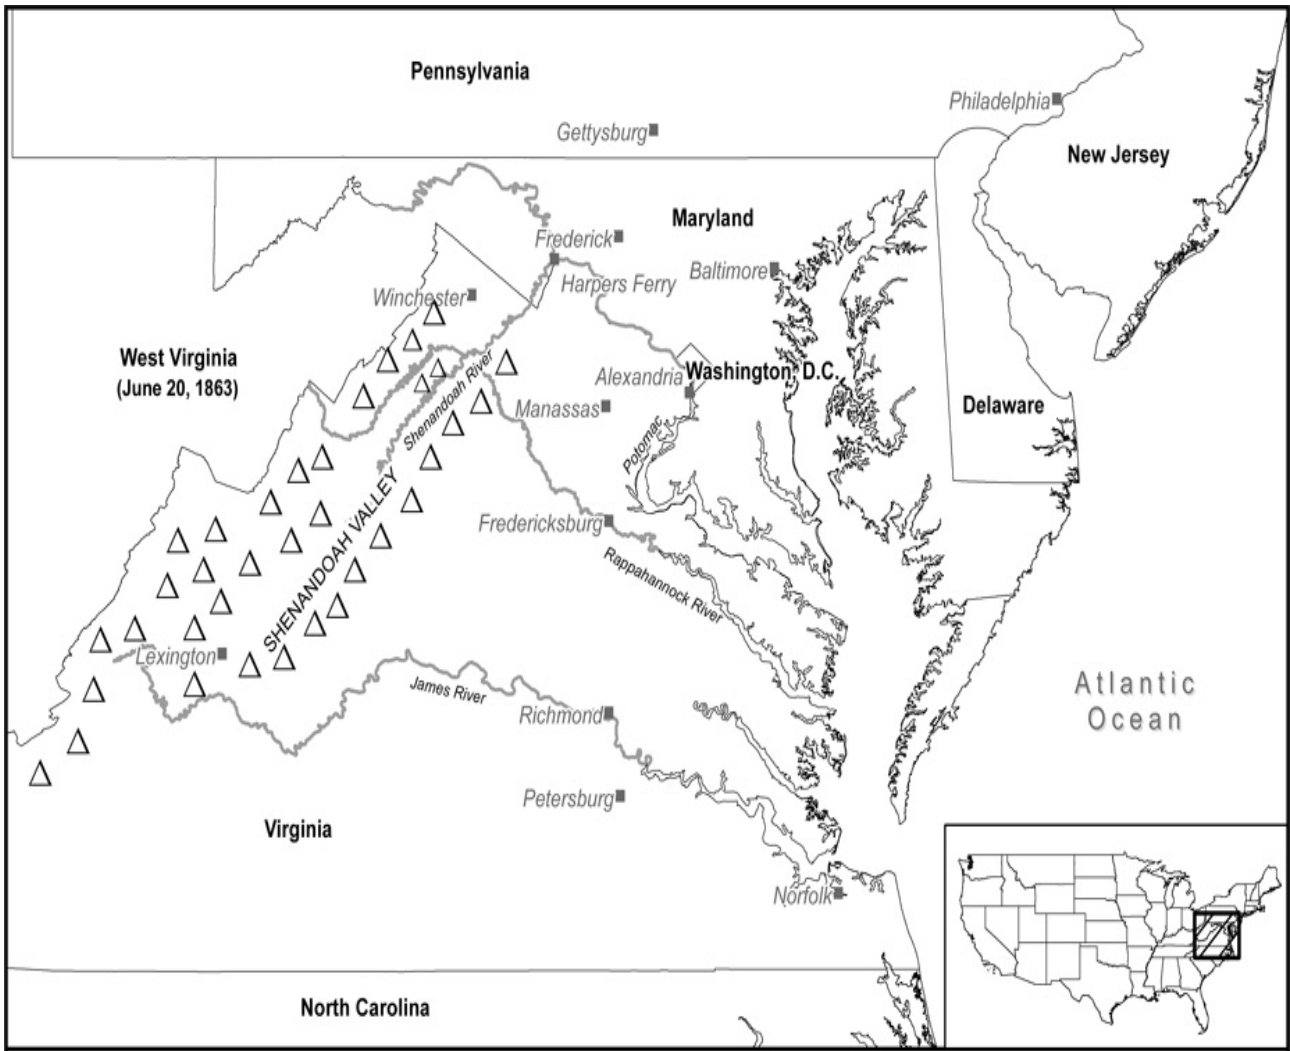 Pennsylvania
Philadelphia
Gettysburg
New Jersey
Maryland
Frederick
Baltimore
Harpers Ferry
Winchester
West Virginia
(June 20, 1863)
Washington, D.C.
Alexandria
Shenandoah River
Manassas
Delaware
Potomac
SHENANDOAH VALLEY
Fredericksburg
Rappahannock River
Lexington
James River
Richmond
Atlantic
Ocean
Petersburg
Virginia
Norfolk
North Carolina